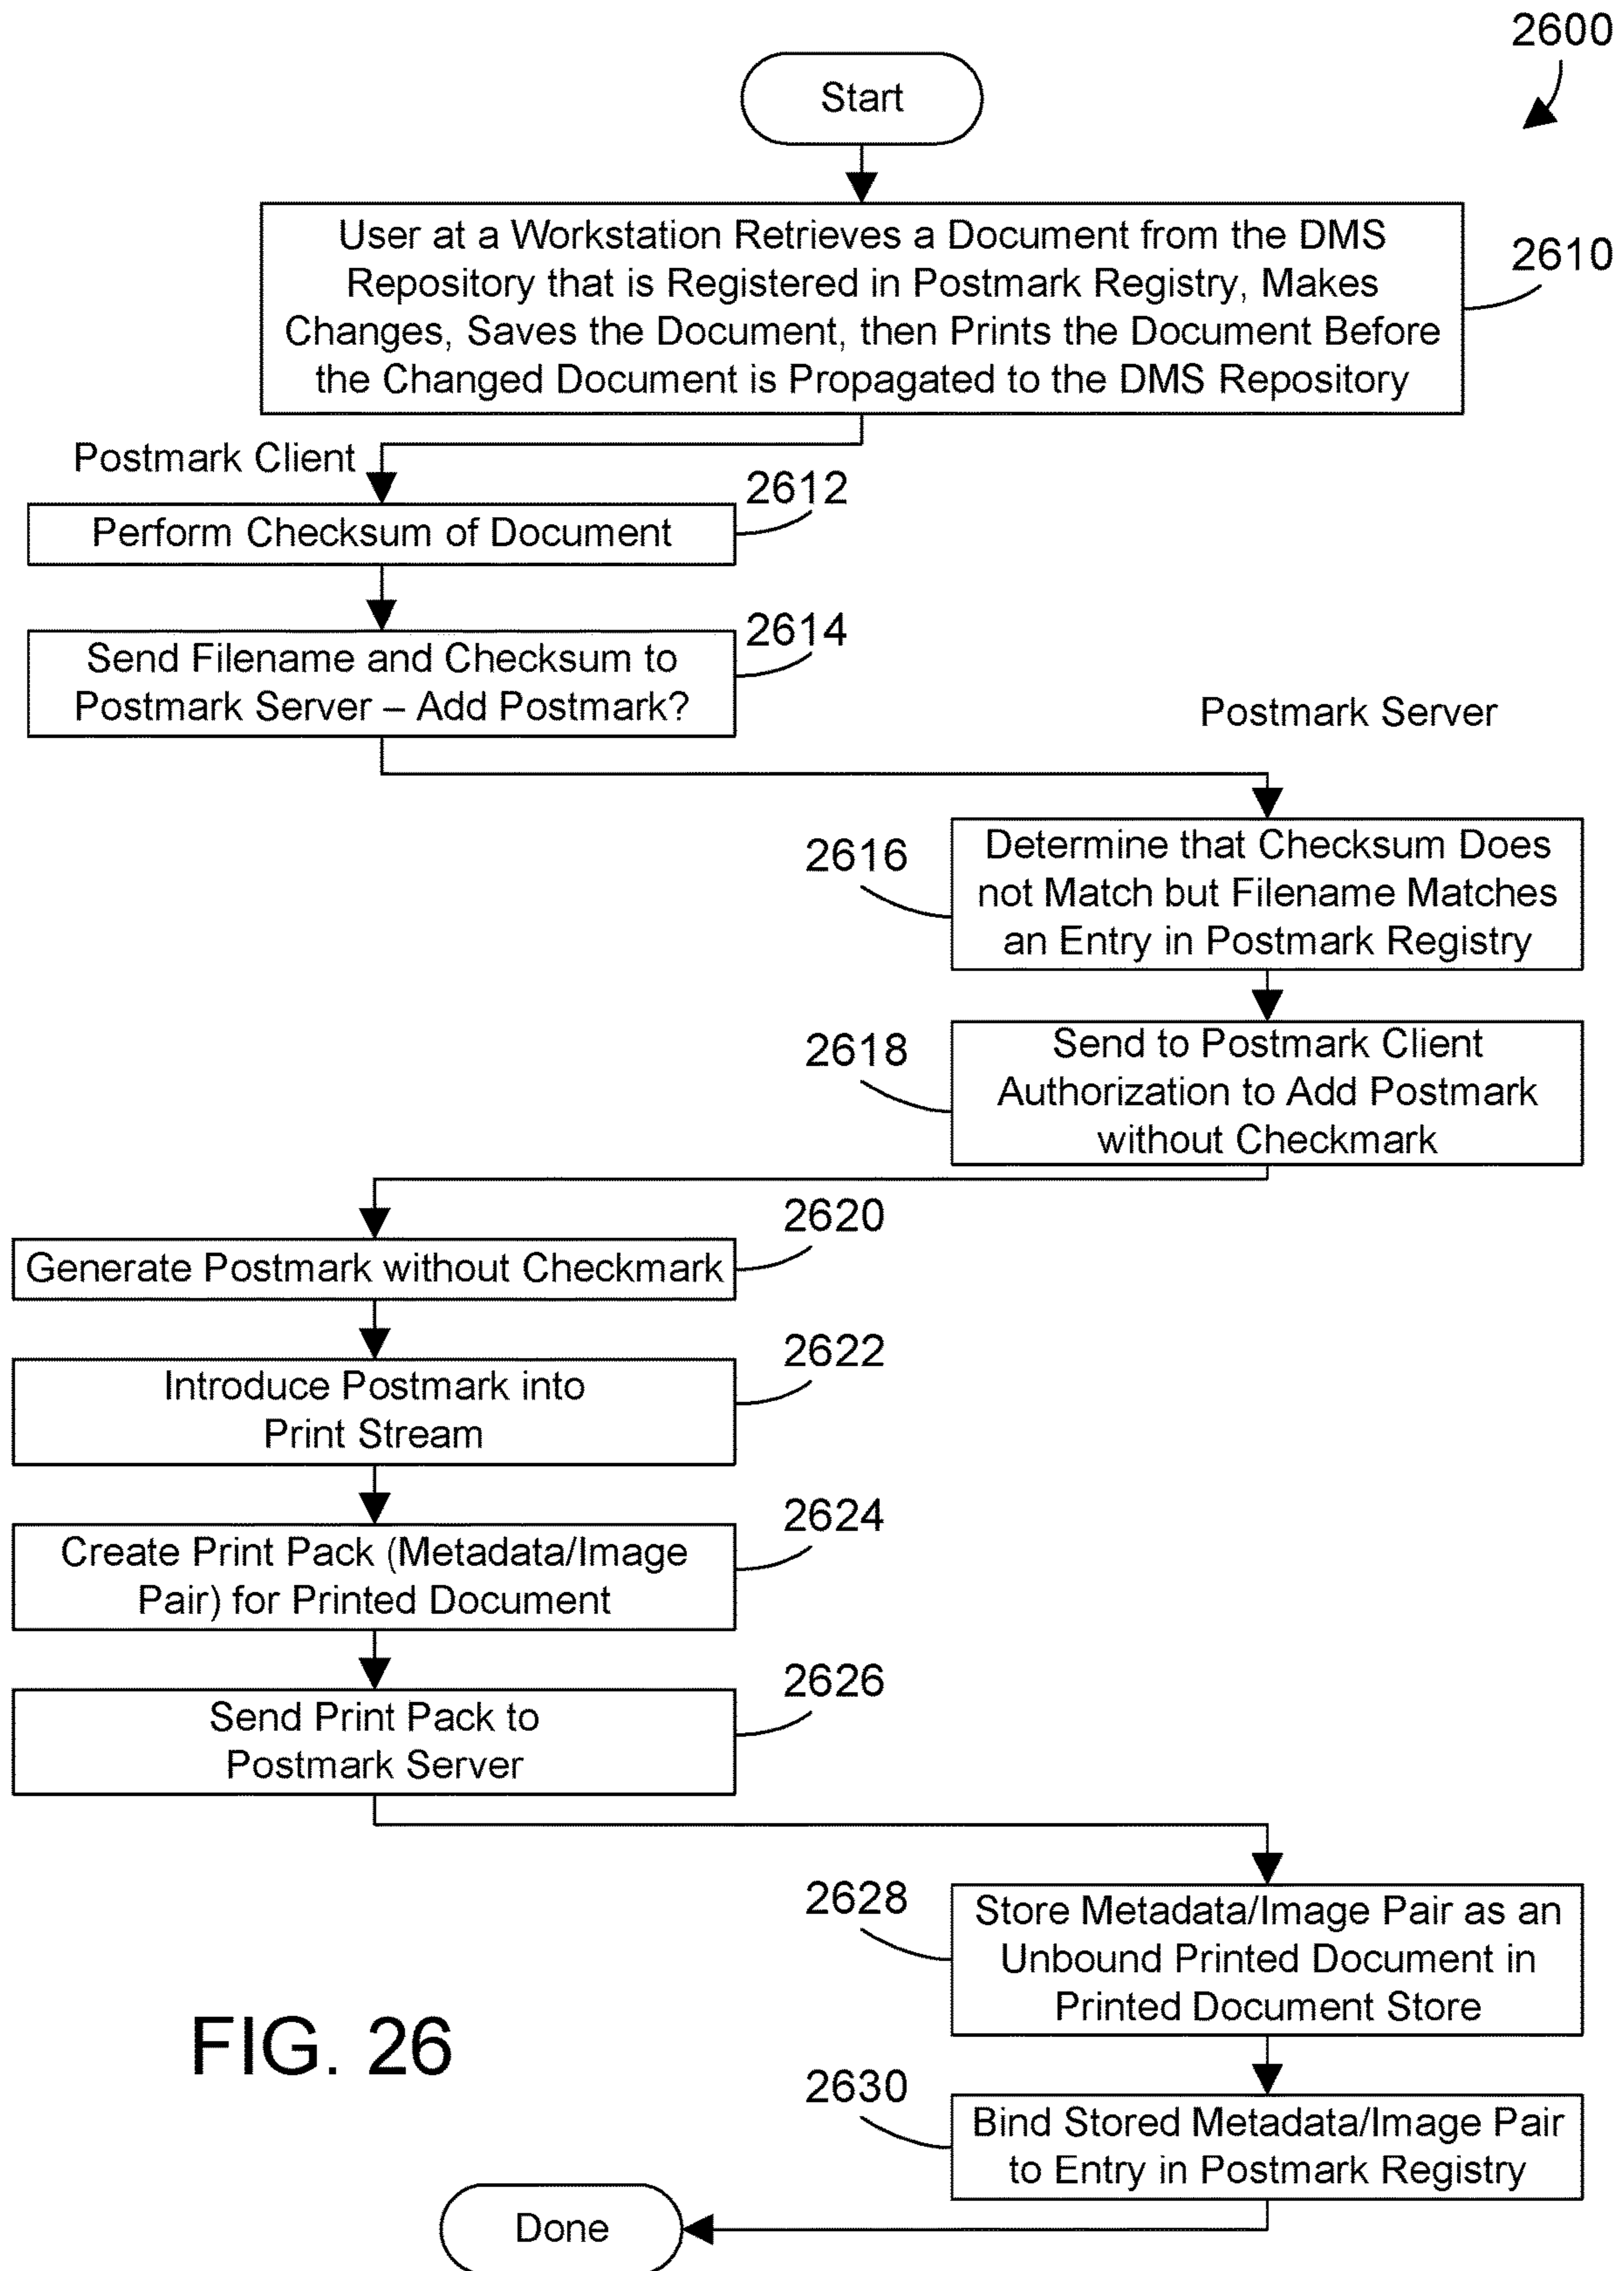 2600
Start
User at a Workstation Retrieves a Document from the DMS
Repository that is Registered in Postmark Registry, Makes
Changes, Saves the Document, then Prints the Document Before
the Changed Document is Propagated to the DMS Repository
2610
Postmark Client
2612
Perform Checksum of Document
2614
Send Filename and Checksum to
Postmark Server – Add Postmark?
Postmark Server
2616
Determine that Checksum Does
not Match but Filename Matches
an Entry in Postmark Registry
2618
Send to Postmark Client
Authorization to Add Postmark
without Checkmark
2620
Generate Postmark without Checkmark
2622
Introduce Postmark into
Print Stream
2624
Create Print Pack (Metadata/Image
Pair) for Printed Document
2626
Send Print Pack to
Postmark Server
2628
Store Metadata/Image Pair as an
Unbound Printed Document in
Printed Document Store
FIG. 26
2630
Bind Stored Metadata/Image Pair
to Entry in Postmark Registry
Done